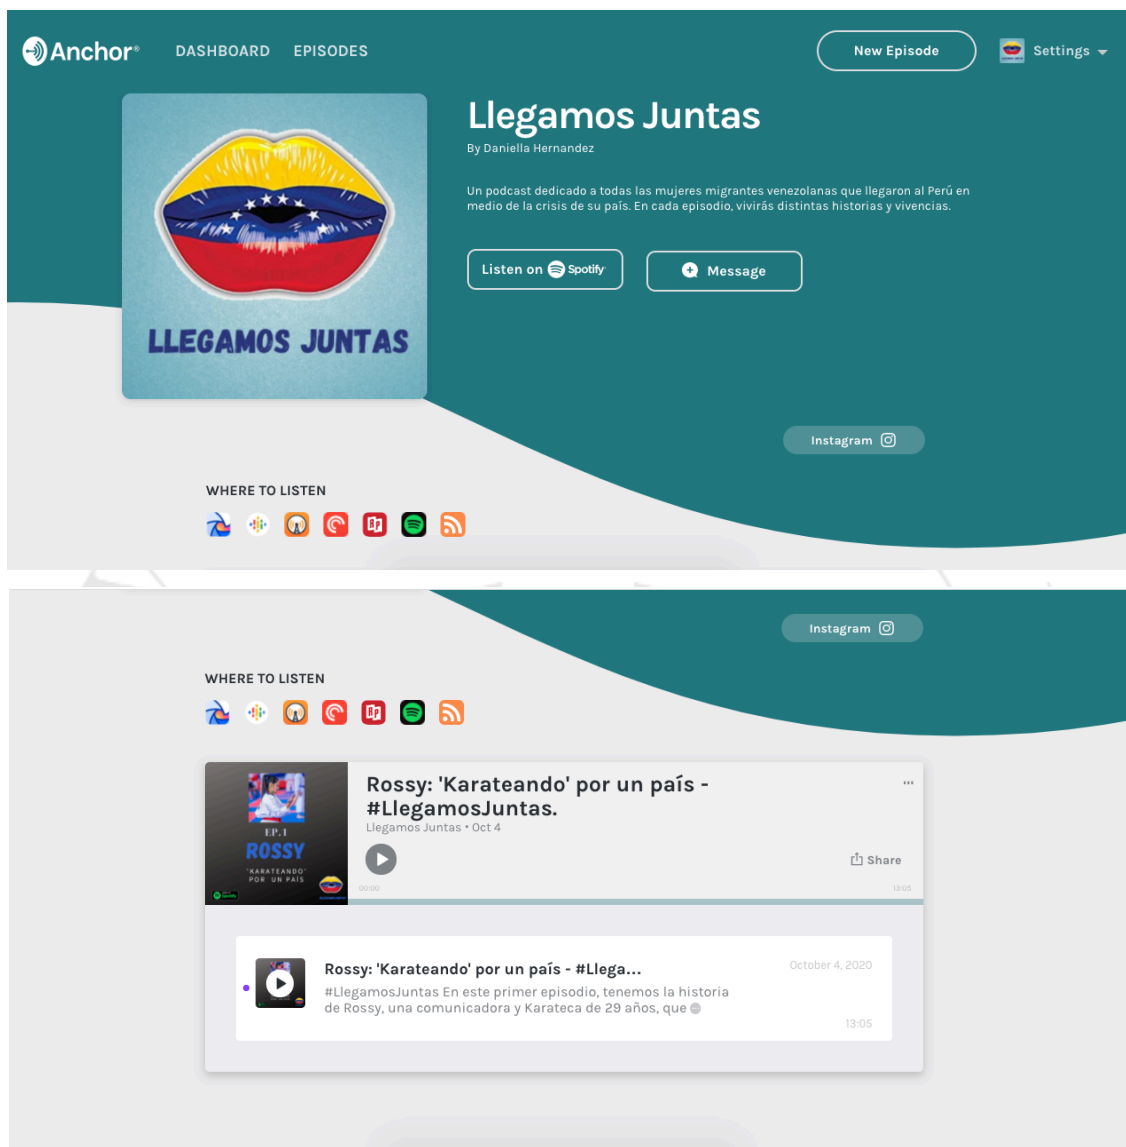 Anchor
DASHBOARD EPISODES
New Episode
Settings
LLEGAMOS JUNTAS
Llegamos Juntas
By Daniella Hernandez
Un podcast dedicado a todas las mujeres migrantes venezolanas que llegaron al Perú en
medio de la crisis de su país. En cada episodio, vivirás distintas historias y vivencias.
Listen on Spotify
Message
Instagram
WHERE TO LISTEN
Instagram
WHERE TO LISTEN
EP.1
ROSSY
'KARATEANDO'
POR UN PAÍS
Rossy: 'Karateando' por un país -
#LlegamosJuntas.
Llegamos Juntas • Oct 4
Share
00:00
13:05
Rossy: 'Karateando' por un país - #Llega...
October 4, 2020
#LlegamosJuntas En este primer episodio, tenemos la historia
de Rossy, una comunicadora y Karateca de 29 años, que
13:05